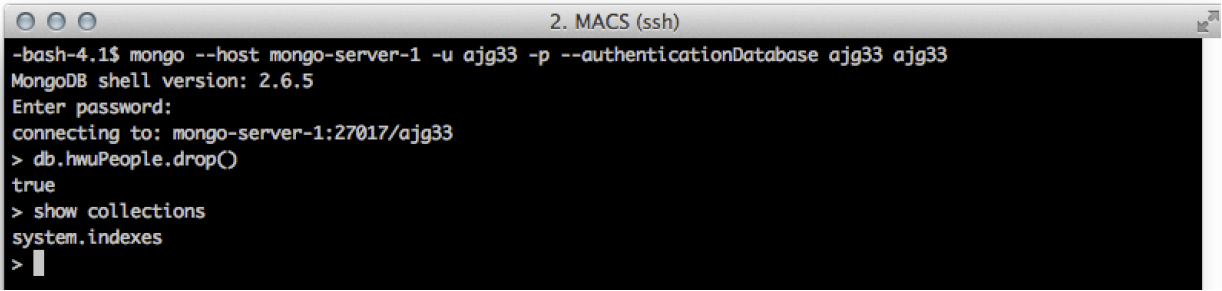 2. MACS (ssh)
-bash-4.1$ mongo --host mongo-server-1 -u ajg33 -p --authenticationDatabase ajg33 ajg33
MongoDB shell version: 2.6.5
Enter password:
connecting to: mongo-server-1:27017/ajg33
> db.hwuPeople.drop()
true
> show collections
system.indexes
>